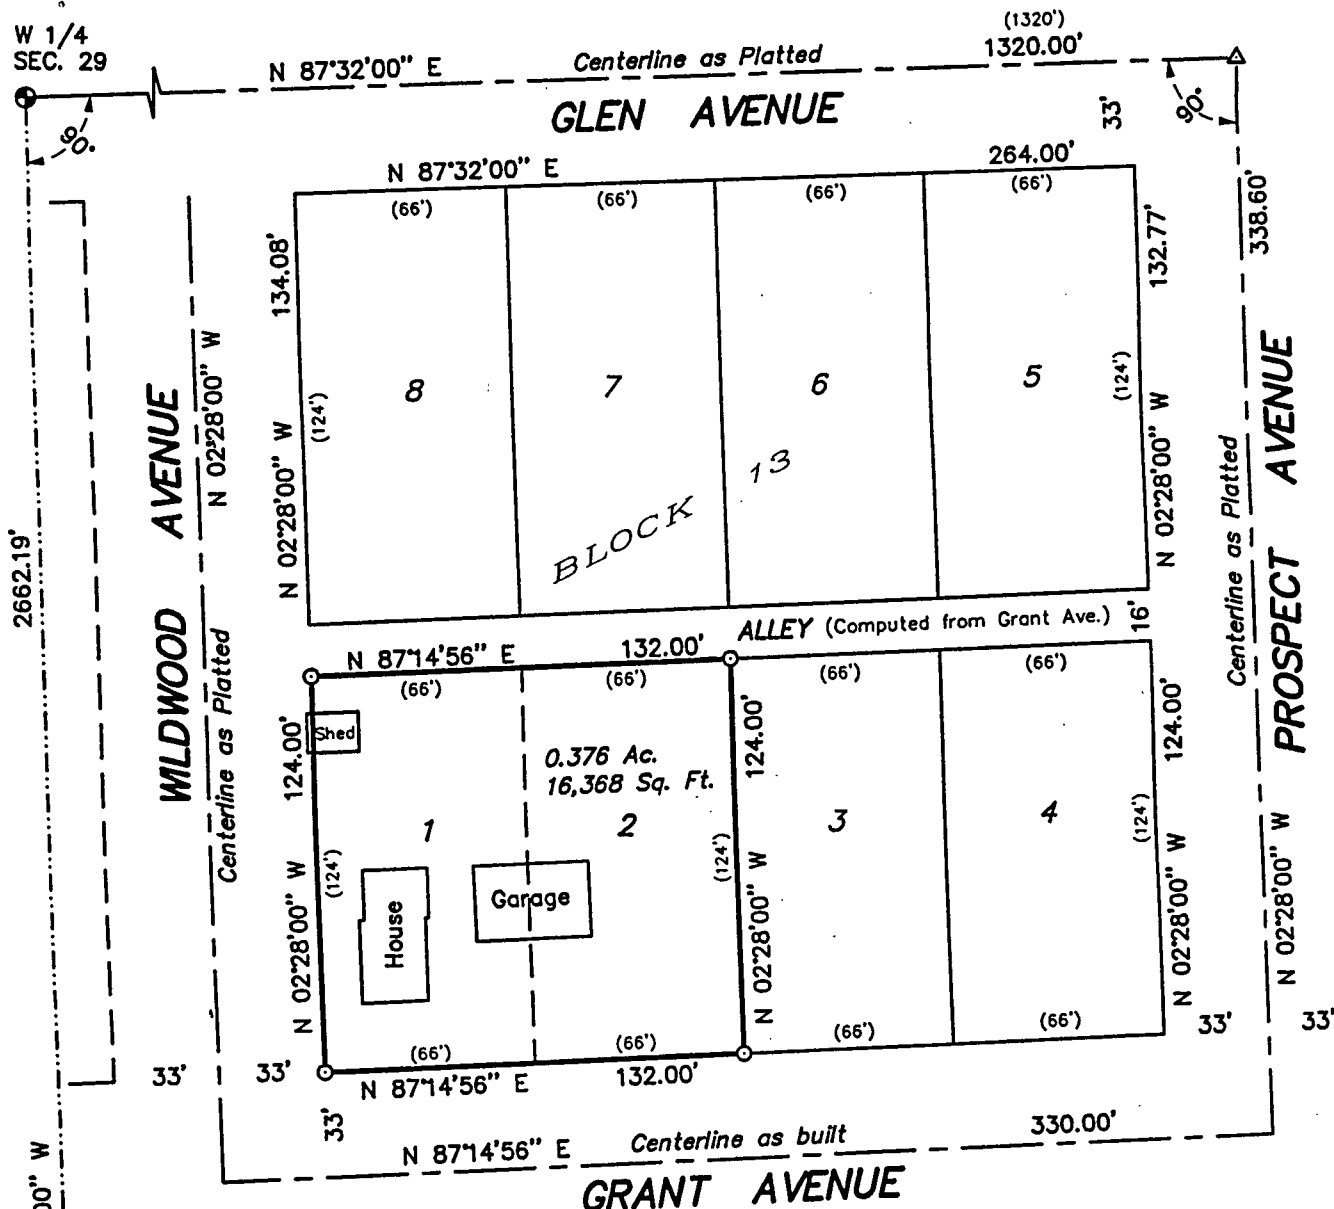 W 1/4
SEC. 29
N 87°32'00" E
Centerline as Platted
(1320')
1320.00'
GLEN AVENUE
90°
90°
33'
N 87°32'00" E
264.00'
(66')
(66')
(66')
(66')
134.08'
132.77'
338.60'
(124')
(124')
N 02°28'00" W
N 02°28'00" W
N 02°28'00" W
8
7
6
5
BLOCK 13
WILDWOOD AVENUE
Centerline as Platted
2662.19'
PROSPECT AVENUE
Centerline as Platted
N 02°28'00" W
ALLEY (Computed from Grant Ave.)
16'
N 87°14'56" E
132.00'
(66')
(66')
(66')
(66')
Shed
124.00'
124.00'
124.00'
0.376 Ac.
16,368 Sq. Ft.
1
2
3
4
(124')
(124')
(124')
House
Garage
N 02°28'00" W
N 02°28'00" W
N 02°28'00" W
(66')
(66')
(66')
(66')
33'
33'
33'
33'
N 87°14'56" E
132.00'
33'
N 87°14'56" E
Centerline as built
330.00'
GRANT AVENUE
00" W